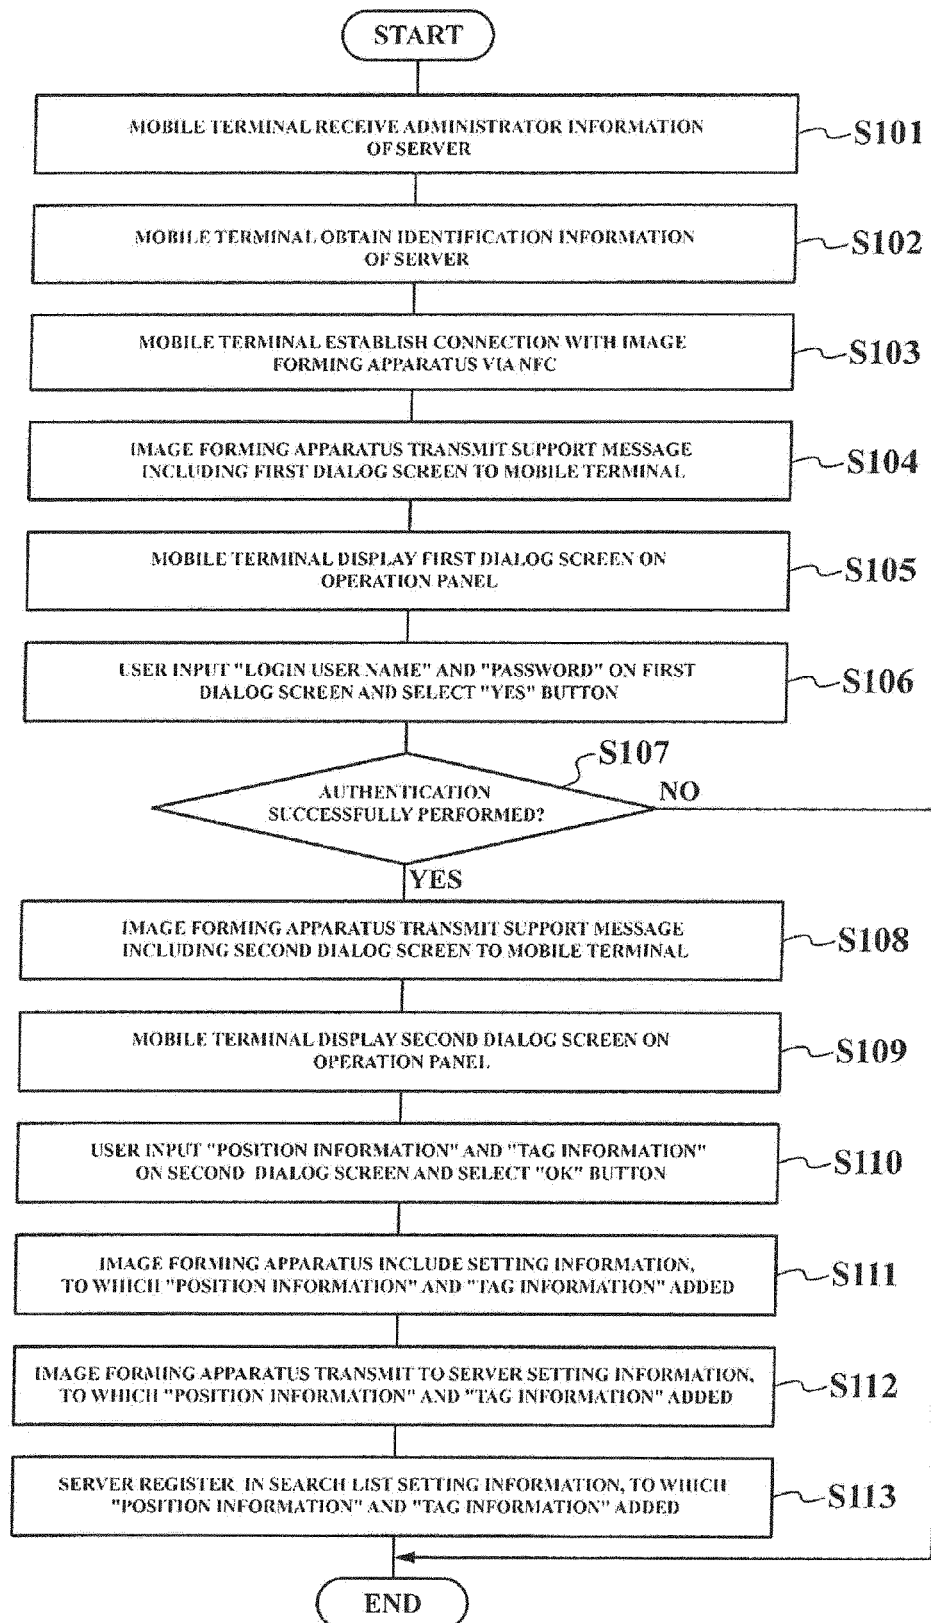 START
MOBILE TERMINAL RECEIVE ADMINISTRATOR INFORMATION
OF SERVER
S101
MOBILE TERMINAL OBTAIN IDENTIFICATION INFORMATION
OF SERVER
S102
MOBILE TERMINAL ESTABLISH CONNECTION WITH IMAGE
FORMING APPARATUS VIA NFC
S103
IMAGE FORMING APPARATUS TRANSMIT SUPPORT MESSAGE
INCLUDING FIRST DIALOG SCREEN TO MOBILE TERMINAL
S104
MOBILE TERMINAL DISPLAY FIRST DIALOG SCREEN ON
OPERATION PANEL
S105
USER INPUT "LOGIN USER NAME" AND "PASSWORD" ON FIRST
DIALOG SCREEN AND SELECT "YES" BUTTON
S106
S107
AUTHENTICATION
SUCCESSFULLY PERFORMED?
NO
YES
IMAGE FORMING APPARATUS TRANSMIT SUPPORT MESSAGE
INCLUDING SECOND DIALOG SCREEN TO MOBILE TERMINAL
S108
MOBILE TERMINAL DISPLAY SECOND DIALOG SCREEN ON
OPERATION PANEL
S109
USER INPUT "POSITION INFORMATION" AND "TAG INFORMATION"
ON SECOND DIALOG SCREEN AND SELECT "OK" BUTTON
S110
IMAGE FORMING APPARATUS INCLUDE SETTING INFORMATION,
TO WHICH "POSITION INFORMATION" AND "TAG INFORMATION" ADDED
S111
IMAGE FORMING APPARATUS TRANSMIT TO SERVER SETTING INFORMATION,
TO WHICH "POSITION INFORMATION" AND "TAG INFORMATION" ADDED
S112
SERVER REGISTER IN SEARCH LIST SETTING INFORMATION, TO WHICH
"POSITION INFORMATION" AND "TAG INFORMATION" ADDED
S113
END